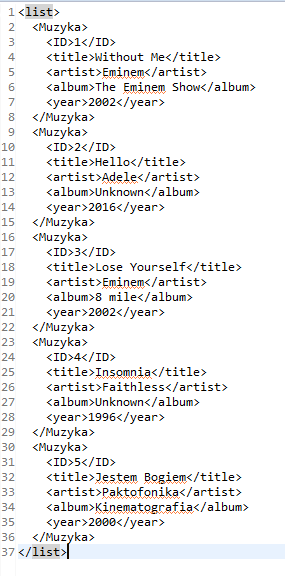 1 <list>
2 <Muzyka>
3 <ID>1</ID>
4 <title>Without Me</title>
5 <artist>Eminem</artist>
6 <album>The Eminem Show</album>
7 <year>2002</year>
8 </Muzyka>
9 <Muzyka>
10 <ID>2</ID>
11 <title>Hello</title>
12 <artist>Adele</artist>
13 <album>Unknown</album>
14 <year>2016</year>
15 </Muzyka>
16 <Muzyka>
17 <ID>3</ID>
18 <title>Lose Yourself</title>
19 <artist>Eminem</artist>
20 <album>8 mile</album>
21 <year>2002</year>
22 </Muzyka>
23 <Muzyka>
24 <ID>4</ID>
25 <title>Insomnia</title>
26 <artist>Faithless</artist>
27 <album>Unknown</album>
28 <year>1996</year>
29 </Muzyka>
30 <Muzyka>
31 <ID>5</ID>
32 <title>Jestem Bogiem</title>
33 <artist>Paktofonika</artist>
34 <album>Kinematografia</album>
35 <year>2000</year>
36 </Muzyka>
37 </list>